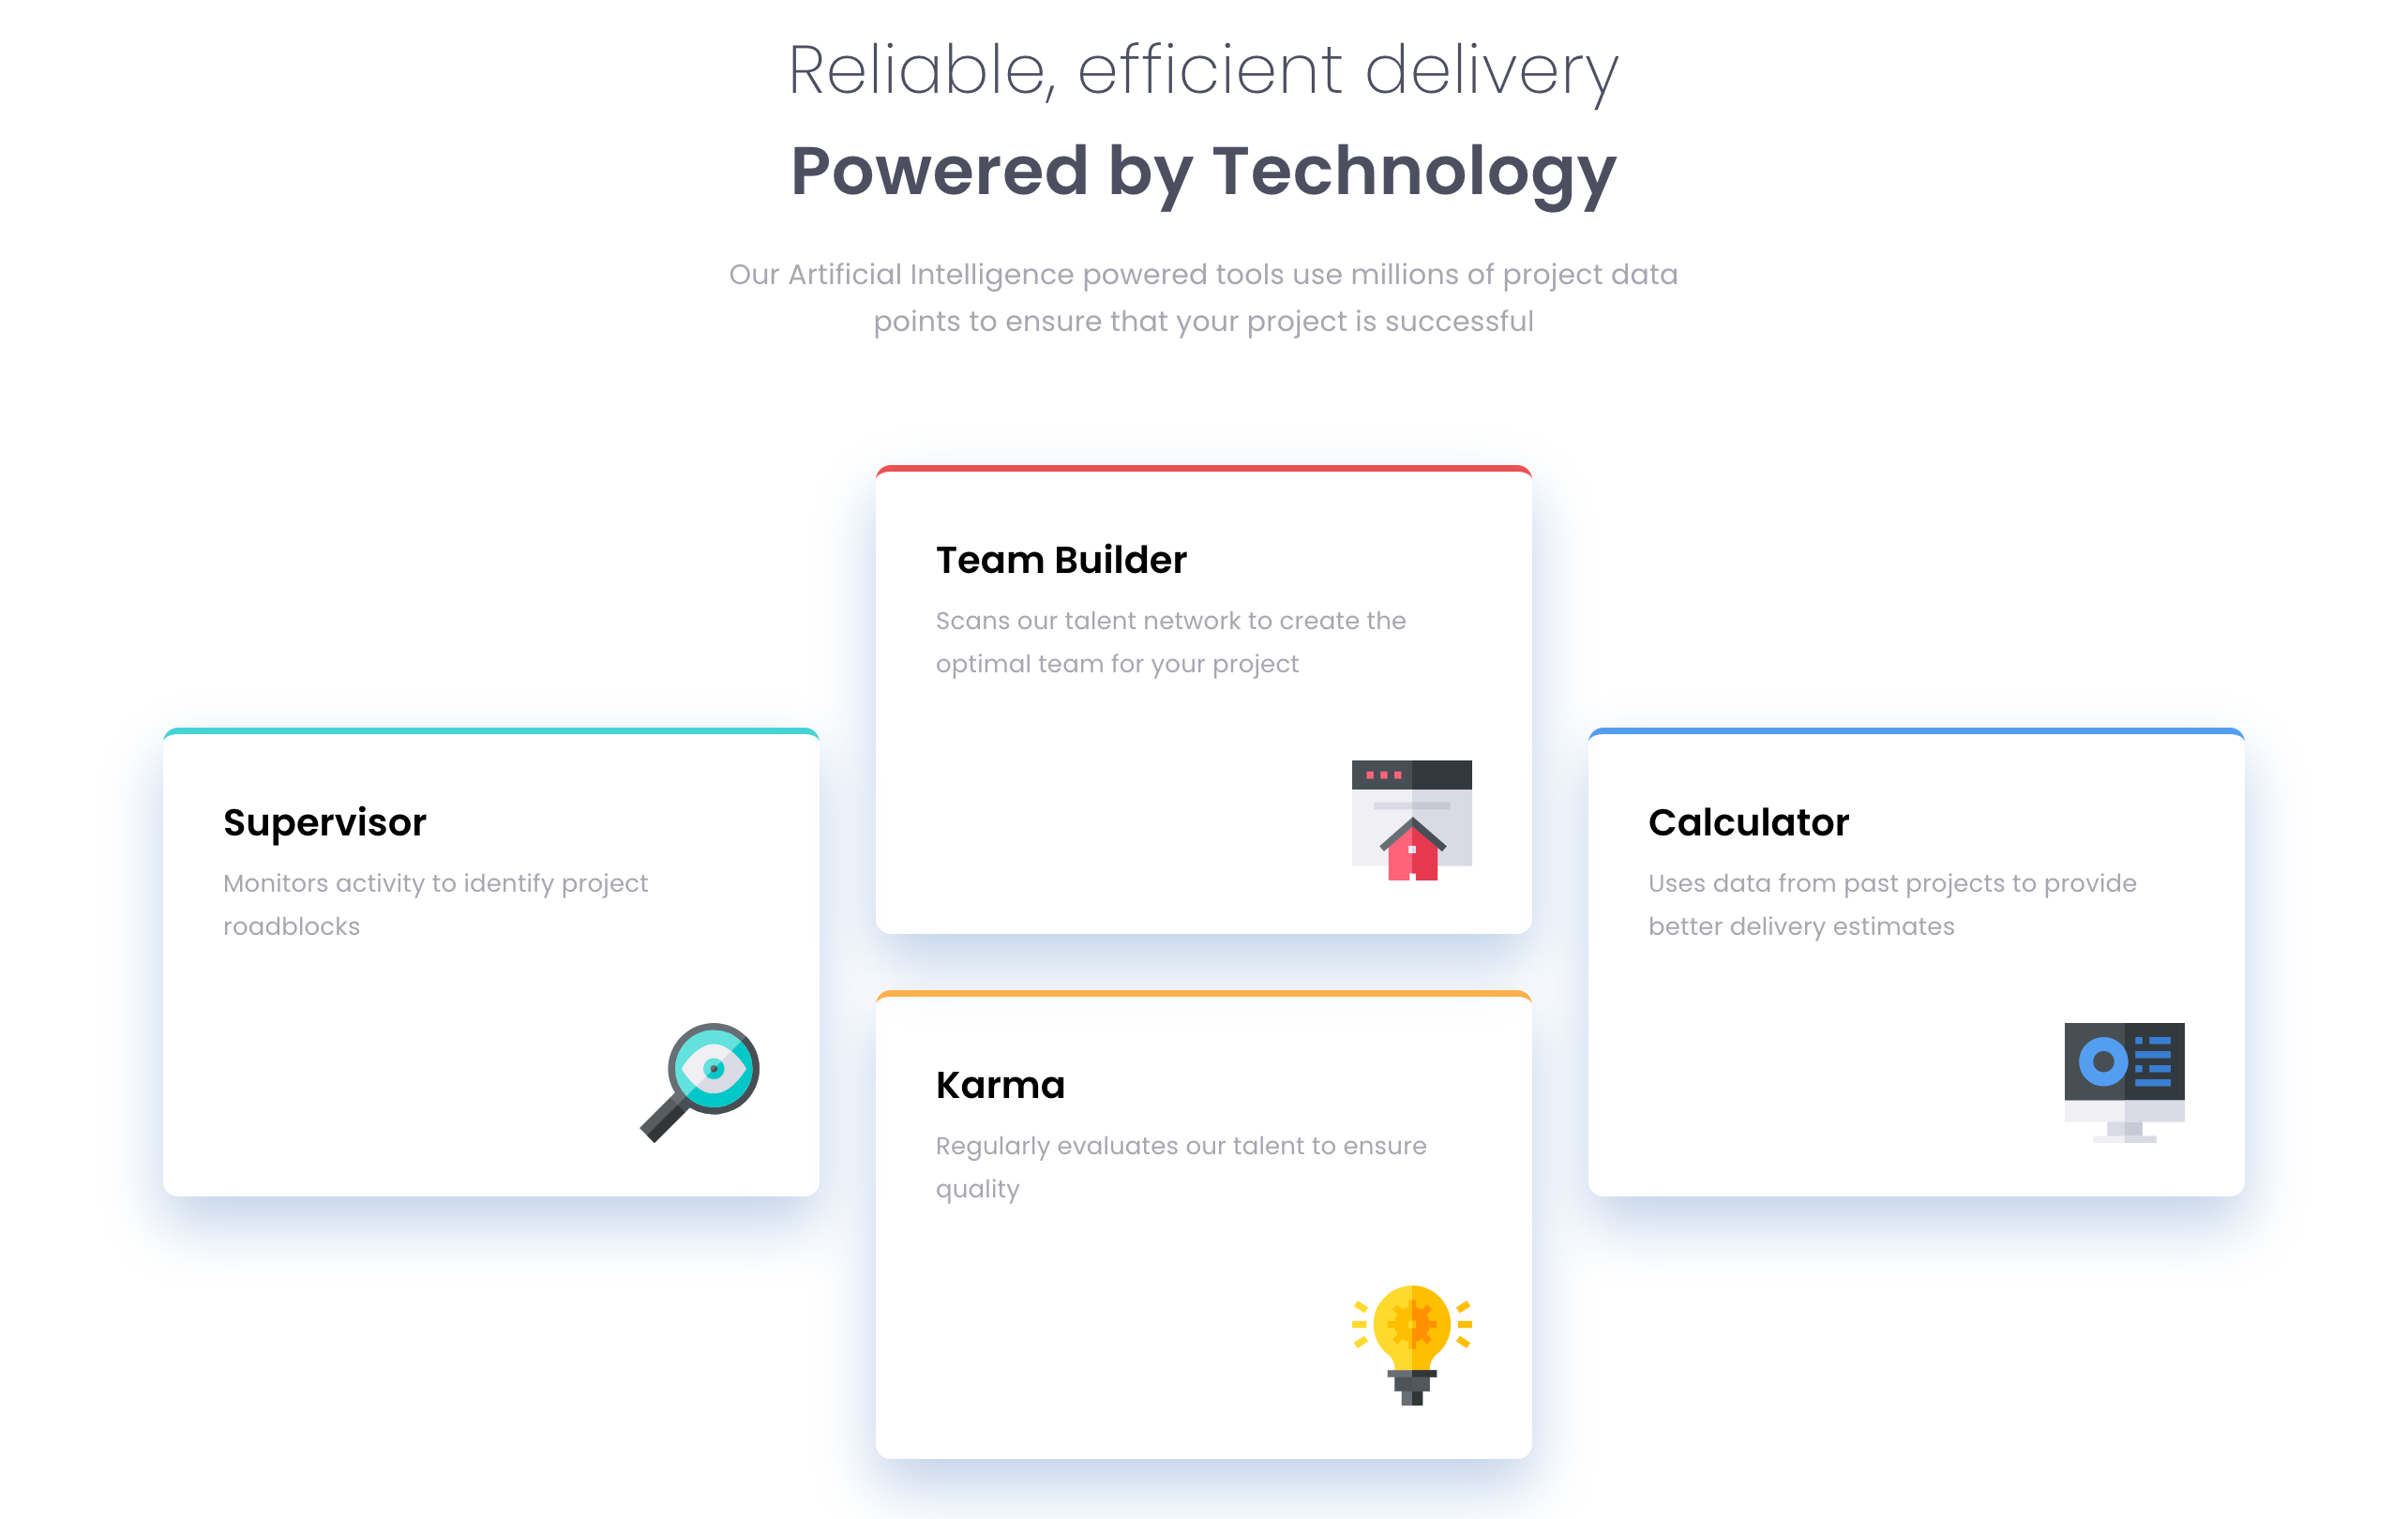 Reliable, efficient delivery
Powered by Technology
Our Artificial Intelligence powered tools use millions of project data
points to ensure that your project is successful
Supervisor
Monitors activity to identify project
roadblocks
Team Builder
Scans our talent network to create the
optimal team for your project
Karma
Regularly evaluates our talent to ensure
quality
Calculator
Uses data from past projects to provide
better delivery estimates